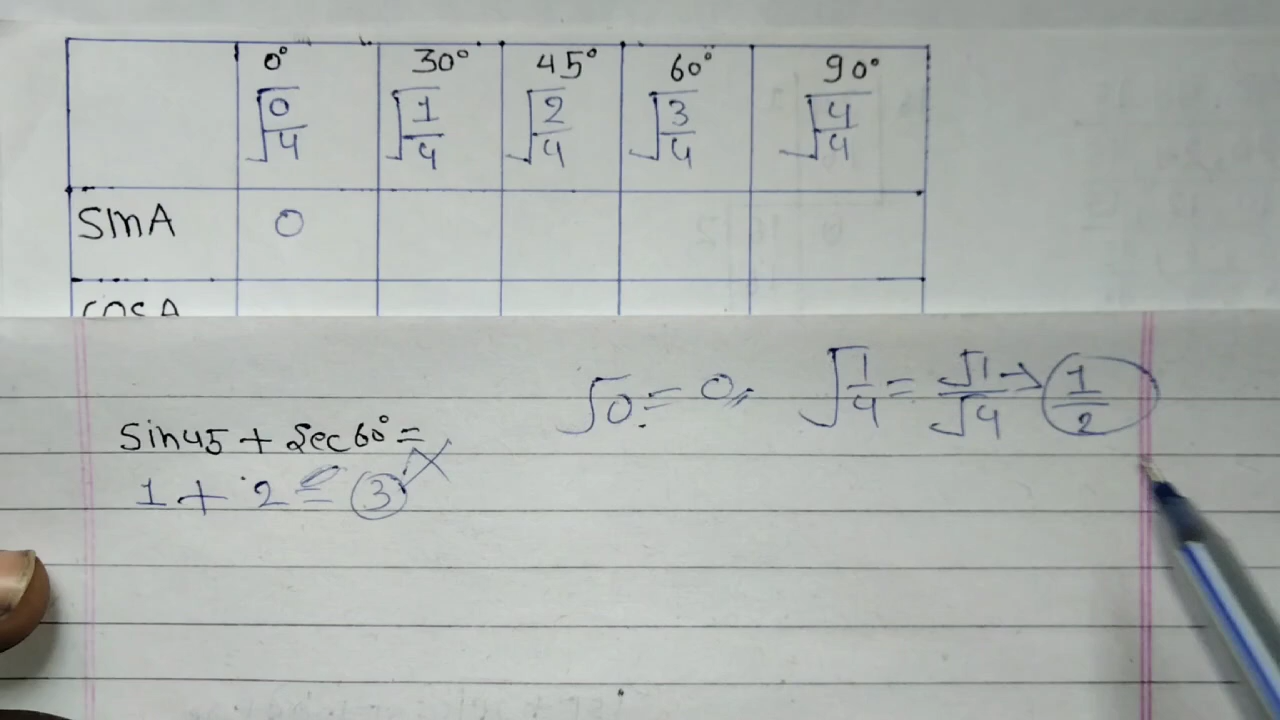 0° 30° 45° 60° 90°
√0/4 √1/4 √2/4 √3/4 √4/4
SinA 0
cosA
√0 = 0 √1/4 = √1/√4 → 1/2
Sin45 + Sec60° =
1 + 2 = 3